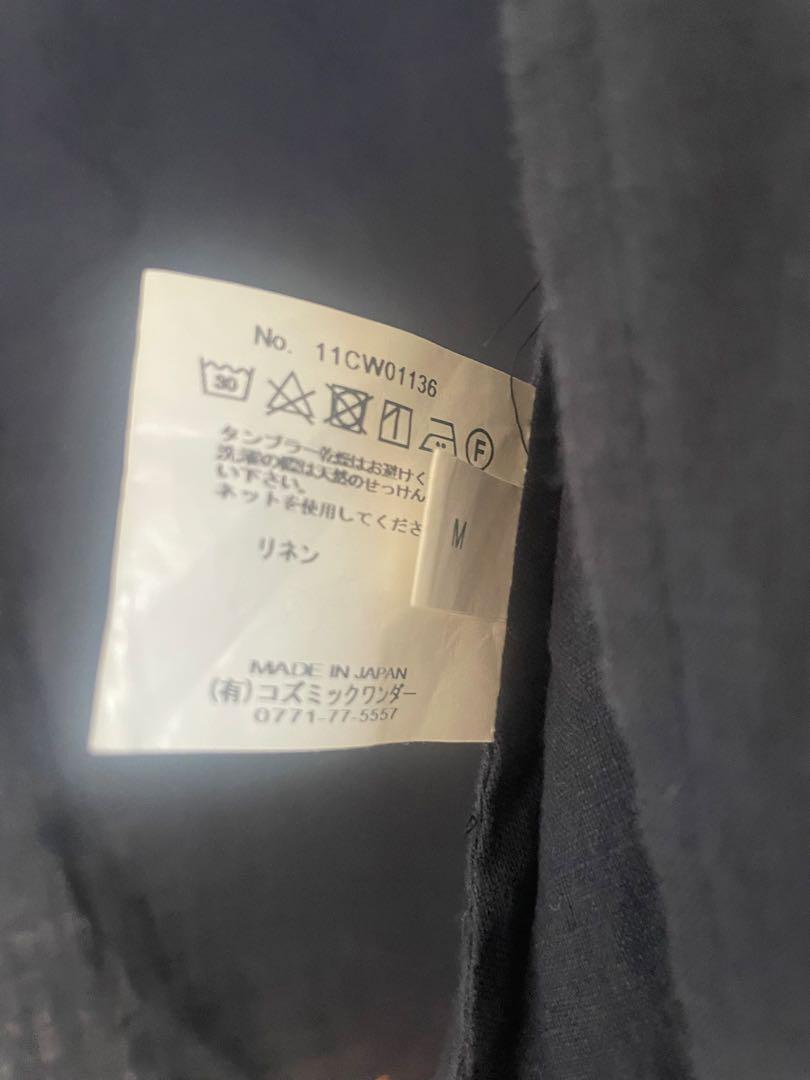 No. 11CW01136
30
F
タンブラー乾燥はお避けく
洗濯の際は天然のせっけん
い下さい。
ネットを使用してくださ
M
リネン
MADE IN JAPAN
(有)コズミックワンダー
0771-77-5557